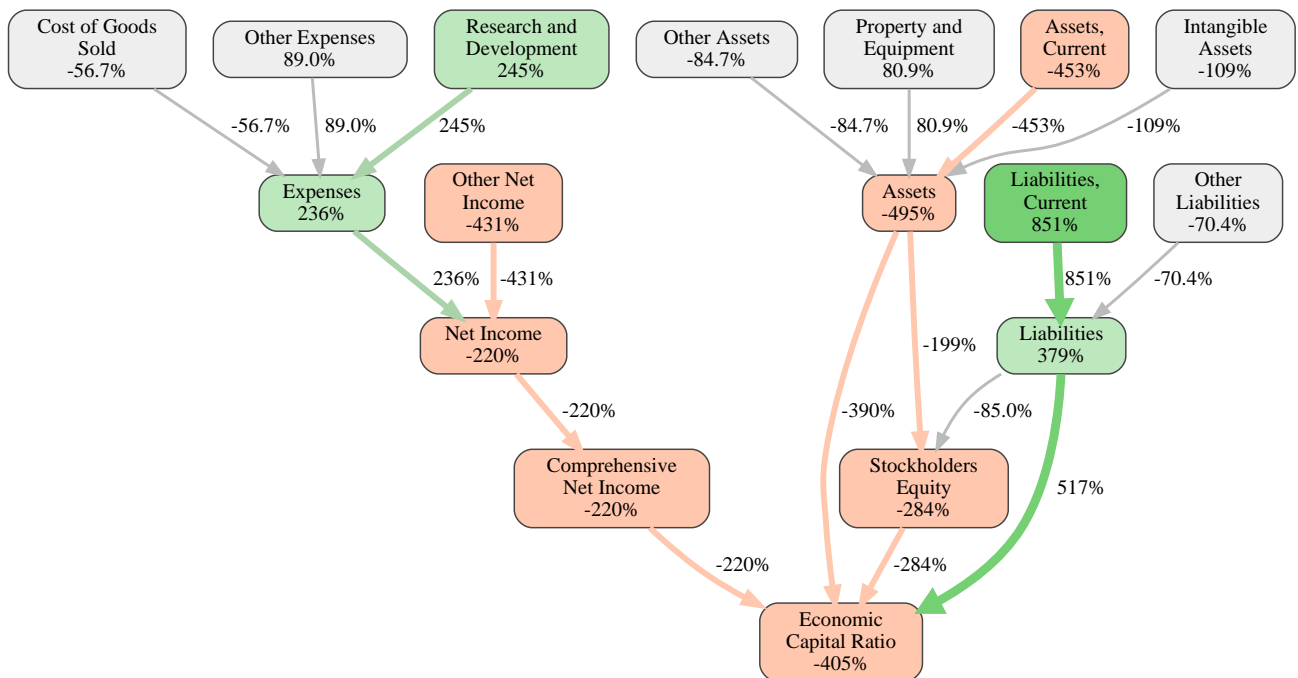 Cost of Goods
Sold
-56.7%
Other Expenses
89.0%
Research and
Development
245%
Other Assets
-84.7%
Property and
Equipment
80.9%
Assets,
Current
-453%
Intangible
Assets
-109%
-56.7%
89.0%
245%
-84.7%
80.9%
-453%
-109%
Expenses
236%
Other Net
Income
-431%
Assets
-495%
Liabilities,
Current
851%
Other
Liabilities
-70.4%
236%
-431%
851%
-70.4%
Net Income
-220%
-199%
Liabilities
379%
-220%
-390%
-85.0%
Comprehensive
Net Income
-220%
Stockholders
Equity
-284%
517%
-220%
-284%
Economic
Capital Ratio
-405%